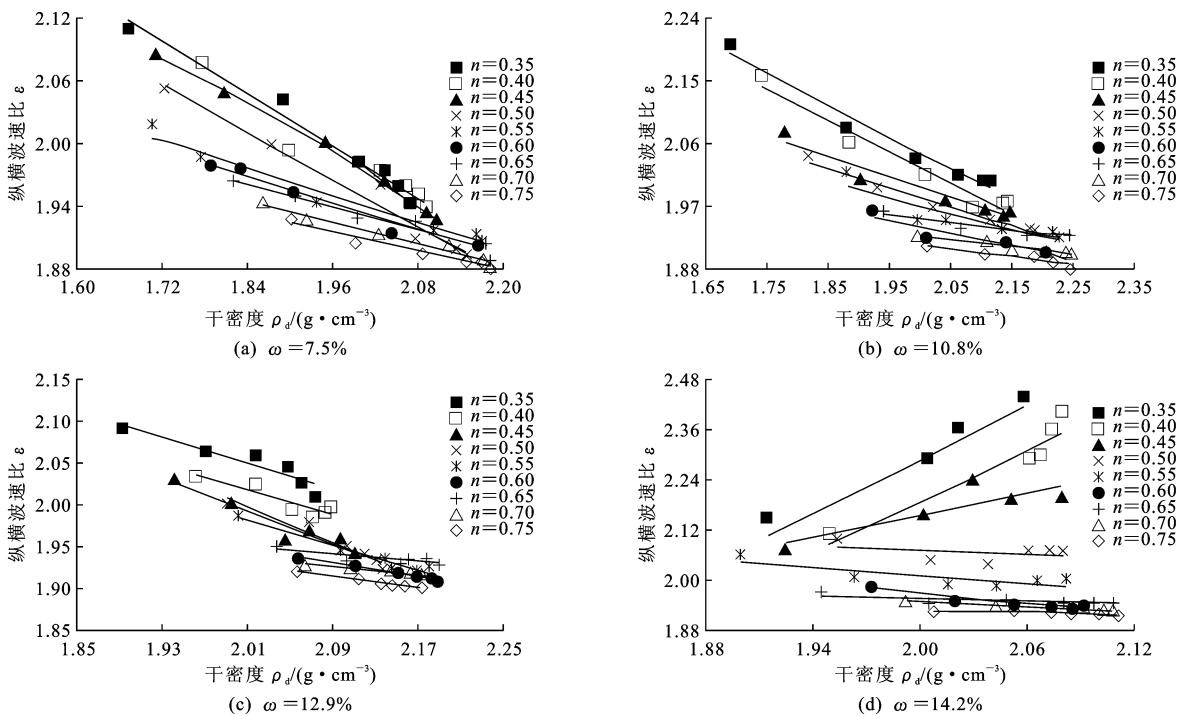 2.12
2.06
2.00
1.94
1.88
纵横波速比 ε
1.60 1.72 1.84 1.96 2.08 2.20
干密度 ρd/(g·cm⁻³)
(a) ω=7.5%
n=0.35
n=0.40
n=0.45
n=0.50
n=0.55
n=0.60
n=0.65
n=0.70
n=0.75
2.24
2.15
2.06
1.97
1.88
纵横波速比 ε
1.65 1.75 1.85 1.95 2.05 2.15 2.25 2.35
干密度 ρd/(g·cm⁻³)
(b) ω=10.8%
n=0.35
n=0.40
n=0.45
n=0.50
n=0.55
n=0.60
n=0.65
n=0.70
n=0.75
2.15
2.10
2.05
2.00
1.95
1.90
1.85
纵横波速比 ε
1.85 1.93 2.01 2.09 2.17 2.25
干密度 ρd/(g·cm⁻³)
(c) ω=12.9%
n=0.35
n=0.40
n=0.45
n=0.50
n=0.55
n=0.60
n=0.65
n=0.70
n=0.75
2.48
2.36
2.24
2.12
2.00
1.88
纵横波速比 ε
1.88 1.94 2.00 2.06 2.12
干密度 ρd/(g·cm⁻³)
(d) ω=14.2%
n=0.35
n=0.40
n=0.45
n=0.50
n=0.55
n=0.60
n=0.65
n=0.70
n=0.75